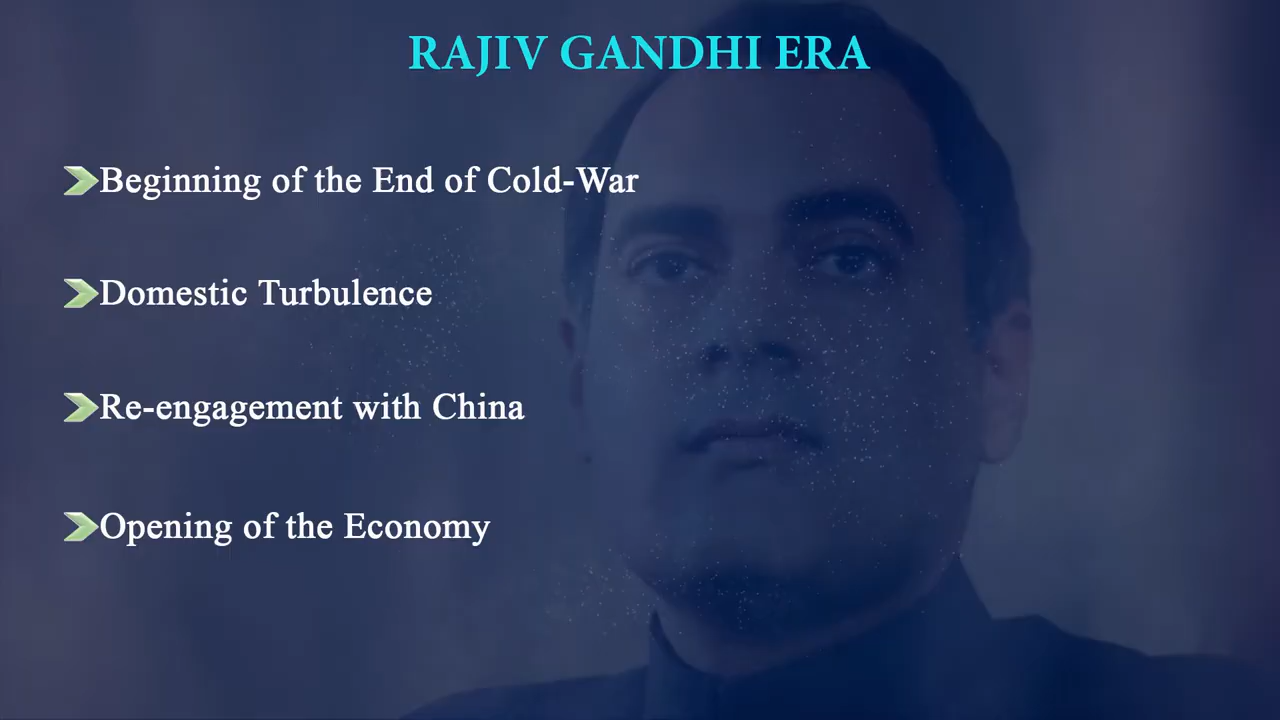 RAJIV GANDHI ERA
Beginning of the End of Cold-War
Domestic Turbulence
Re-engagement with China
Opening of the Economy